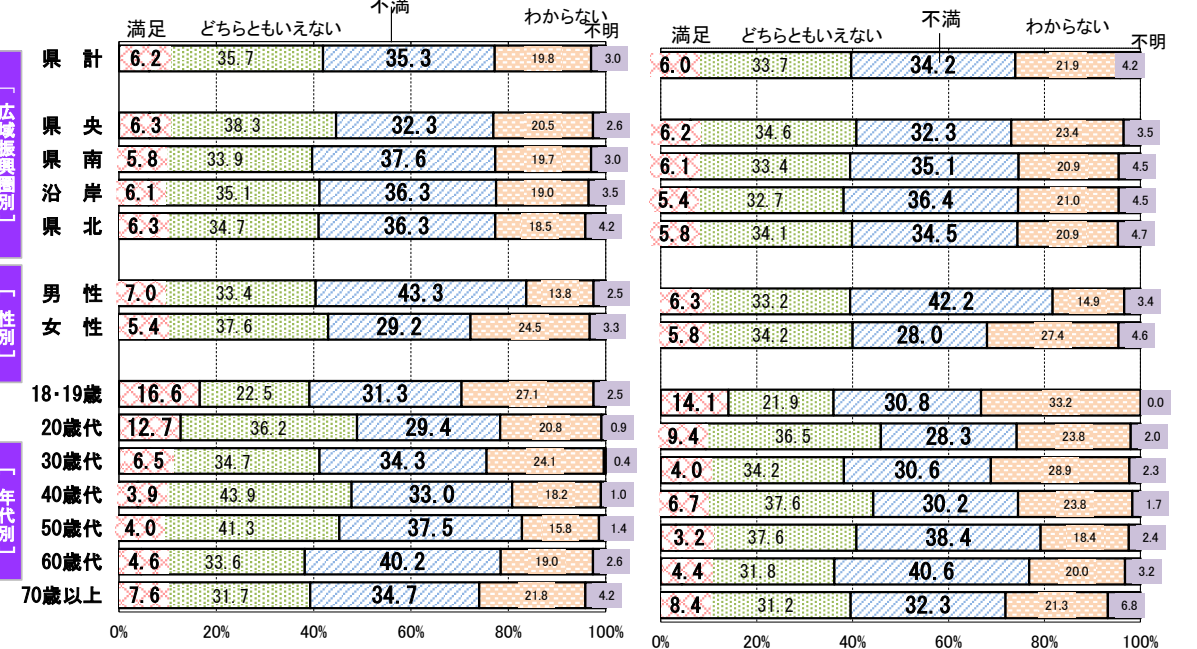 満足 どちらともいえない 不満 わからない 不明
満足 どちらともいえない 不満 わからない 不明
[ 広域振興圏別 ]
県 計 6.2 35.7 35.3 19.8 3.0 6.0 33.7 34.2 21.9 4.2
県 央 6.3 38.3 32.3 20.5 2.6 6.2 34.6 32.3 23.4 3.5
県 南 5.8 33.9 37.6 19.7 3.0 6.1 33.4 35.1 20.9 4.5
沿 岸 6.1 35.1 36.3 19.0 3.5 5.4 32.7 36.4 21.0 4.5
県 北 6.3 34.7 36.3 18.5 4.2 5.8 34.1 34.5 20.9 4.7
[ 性別 ]
男 性 7.0 33.4 43.3 13.8 2.5 6.3 33.2 42.2 14.9 3.4
女 性 5.4 37.6 29.2 24.5 3.3 5.8 34.2 28.0 27.4 4.6
[ 年代別 ]
18・19歳 16.6 22.5 31.3 27.1 2.5 14.1 21.9 30.8 33.2 0.0
20歳代 12.7 36.2 29.4 20.8 0.9 9.4 36.5 28.3 23.8 2.0
30歳代 6.5 34.7 34.3 24.1 0.4 4.0 34.2 30.6 28.9 2.3
40歳代 3.9 43.9 33.0 18.2 1.0 6.7 37.6 30.2 23.8 1.7
50歳代 4.0 41.3 37.5 15.8 1.4 3.2 37.6 38.4 18.4 2.4
60歳代 4.6 33.6 40.2 19.0 2.6 4.4 31.8 40.6 20.0 3.2
70歳以上 7.6 31.7 34.7 21.8 4.2 8.4 31.2 32.3 21.3 6.8
0% 20% 40% 60% 80% 100% 0% 20% 40% 60% 80% 100%